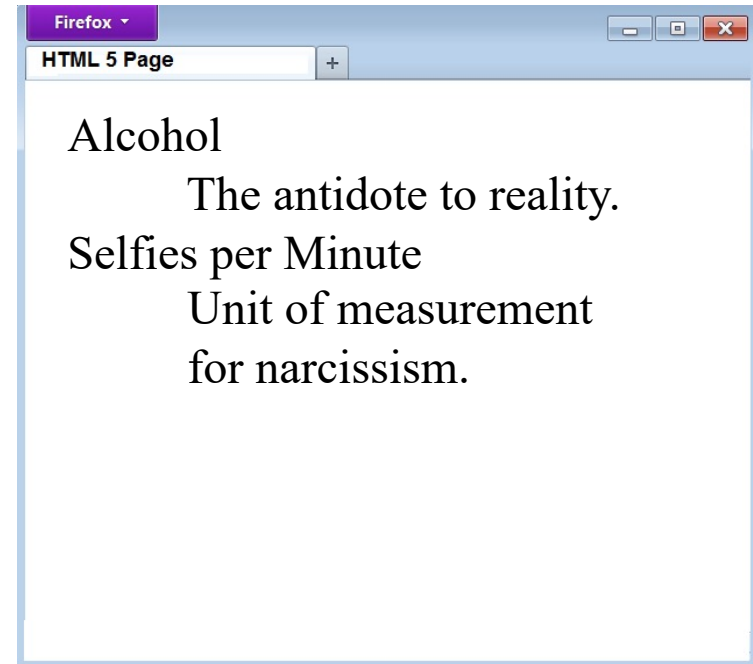 Firefox
HTML 5 Page
+
Alcohol
The antidote to reality.
Selfies per Minute
Unit of measurement
for narcissism.